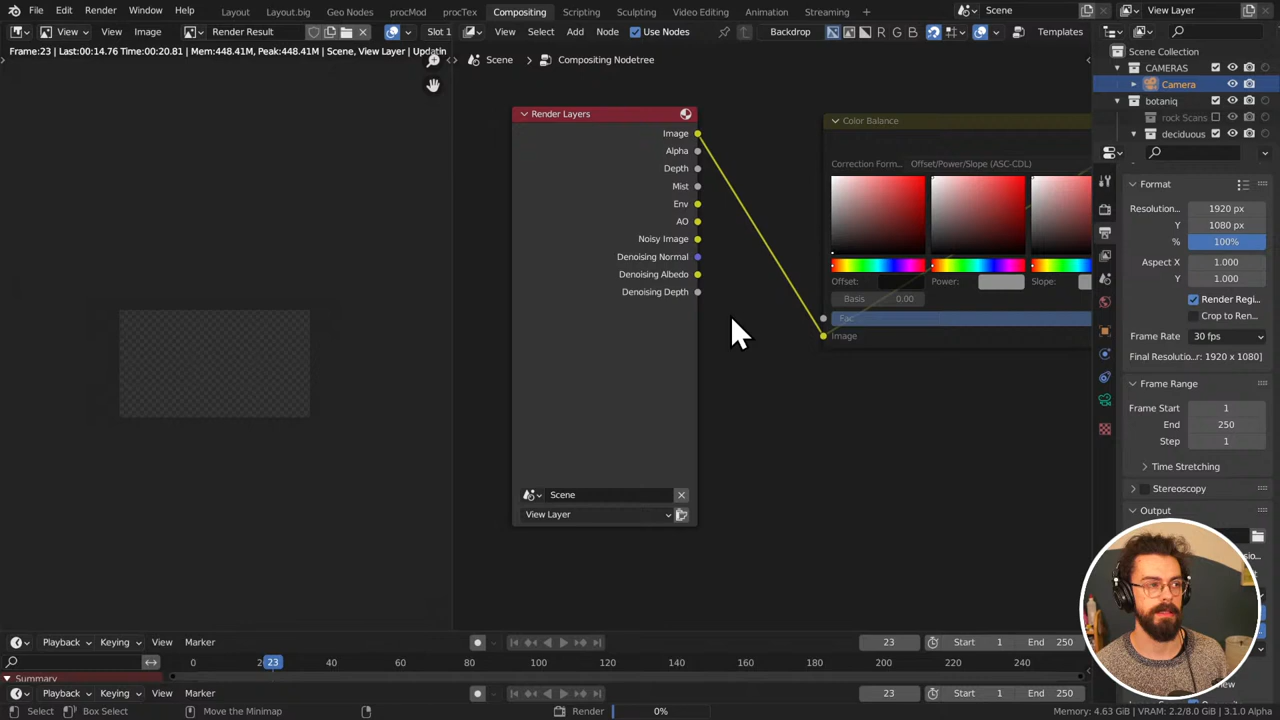 File Edit Render Window Help Layout Layout.big Geo Nodes procMod procTex Compositing Scripting Sculpting Video Editing Animation Streaming + Scene View Layer
View View Image Render Result Slot 1 View Select Add Node Use Nodes Backdrop R G B Templates
Frame:23 | Last:00:14.76 Time:00:20.81 | Mem:448.41M, Peak:448.41M | Scene, View Layer | Updatin
Scene > Compositing Nodetree
Scene Collection
CAMERAS
Camera
botaniq
rock Scans
deciduous
Render Layers
Image
Alpha
Depth
Mist
Env
AO
Noisy Image
Denoising Normal
Denoising Albedo
Denoising Depth
Scene
View Layer
Color Balance
Correction Form... Offset/Power/Slope (ASC-CDL)
Offset: Power: Slope:
Basis 0.00
Fac
Image
Format
Resolution... 1920 px
Y 1080 px
% 100%
Aspect X 1.000
Y 1.000
Render Regi...
Crop to Ren...
Frame Rate 30 fps
Final Resolutio...r: 1920 x 1080]
Frame Range
Frame Start 1
End 250
Step 1
Time Stretching
Stereoscopy
Output
Playback Keying View Marker 23 Start 1 End 250
0 23 40 60 80 100 120 140 160 180 200 220 240
Summary
Playback Keying View Marker 23 Start 1 End 250
Select Box Select Move the Minimap Render 0% Memory: 4.63 GiB | VRAM: 2.2/8.0 GiB | 3.1.0 Alpha